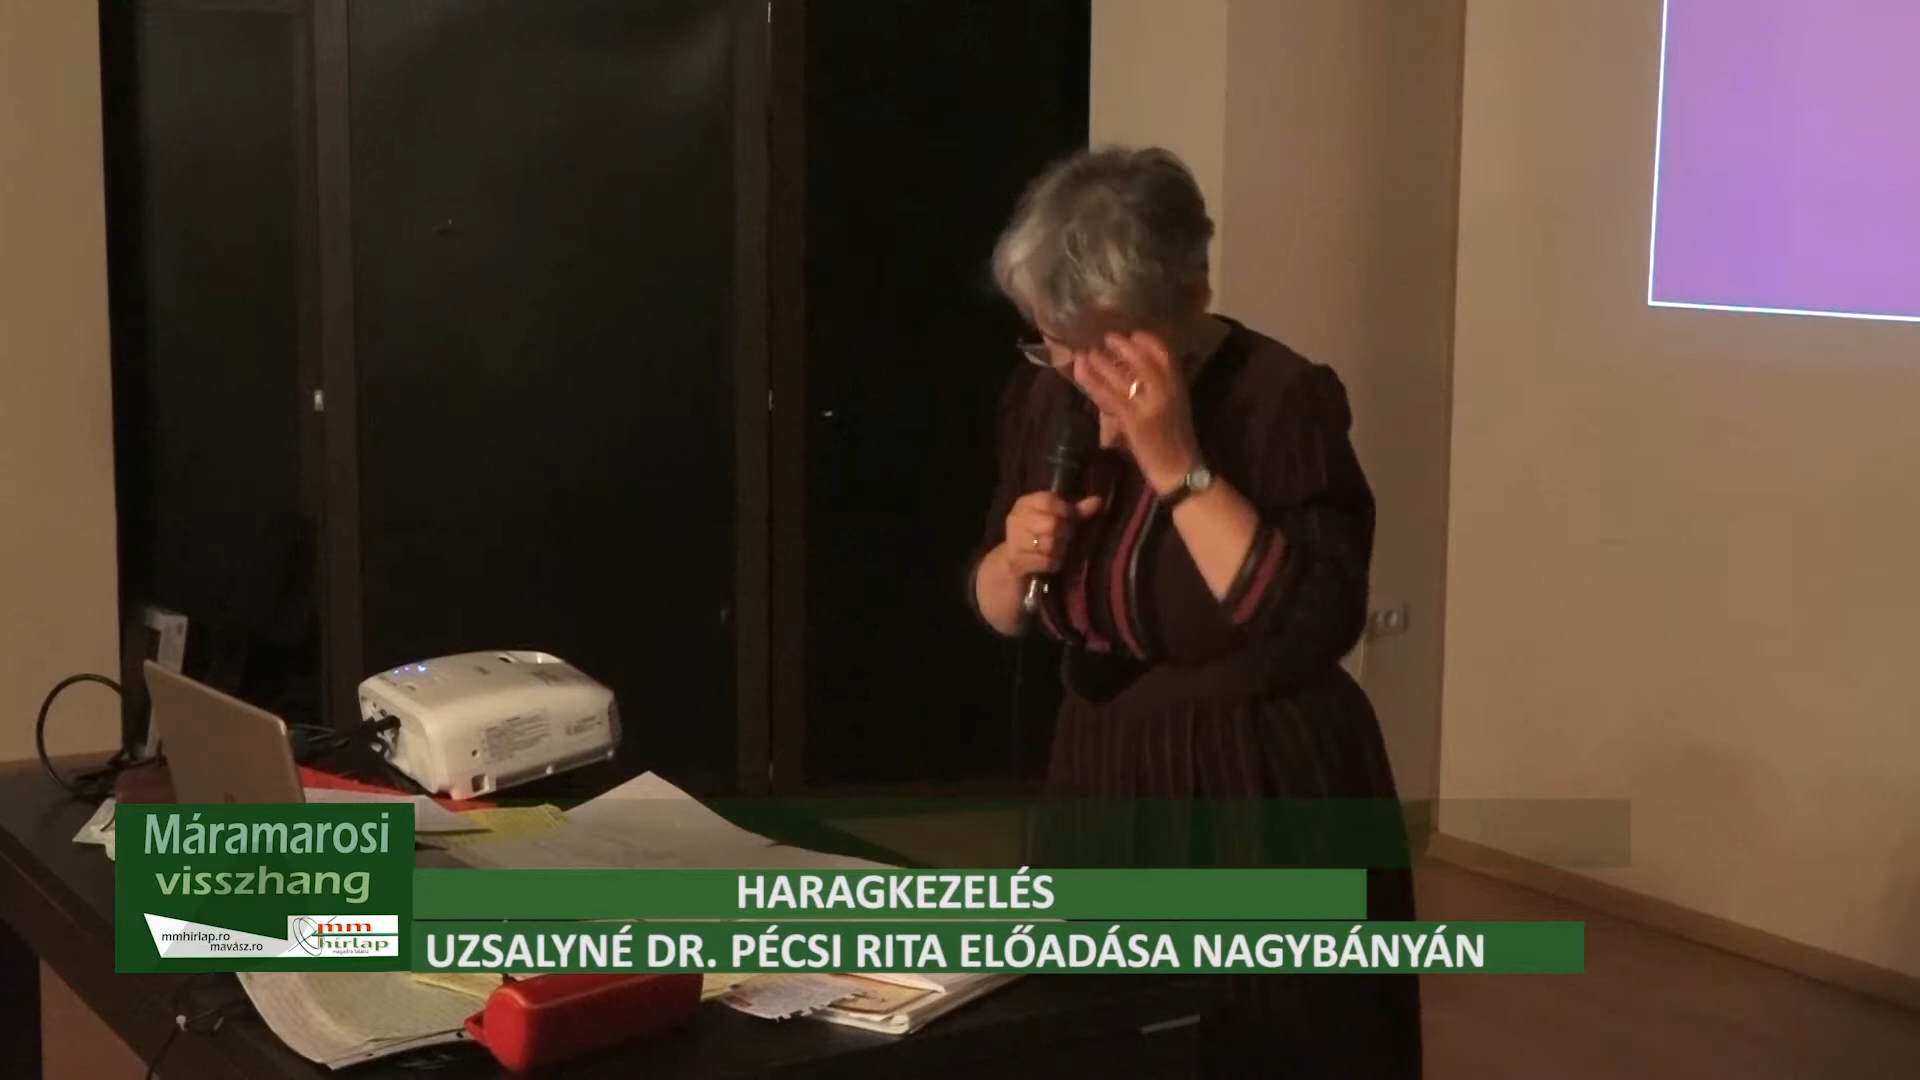 Máramarosi
visszhang
mmhirlap.ro
mavász.ro
mm
hírlap
HARAGKEZELÉS
UZSALYNÉ DR. PÉCSI RITA ELŐADÁSA NAGYBÁNYÁN